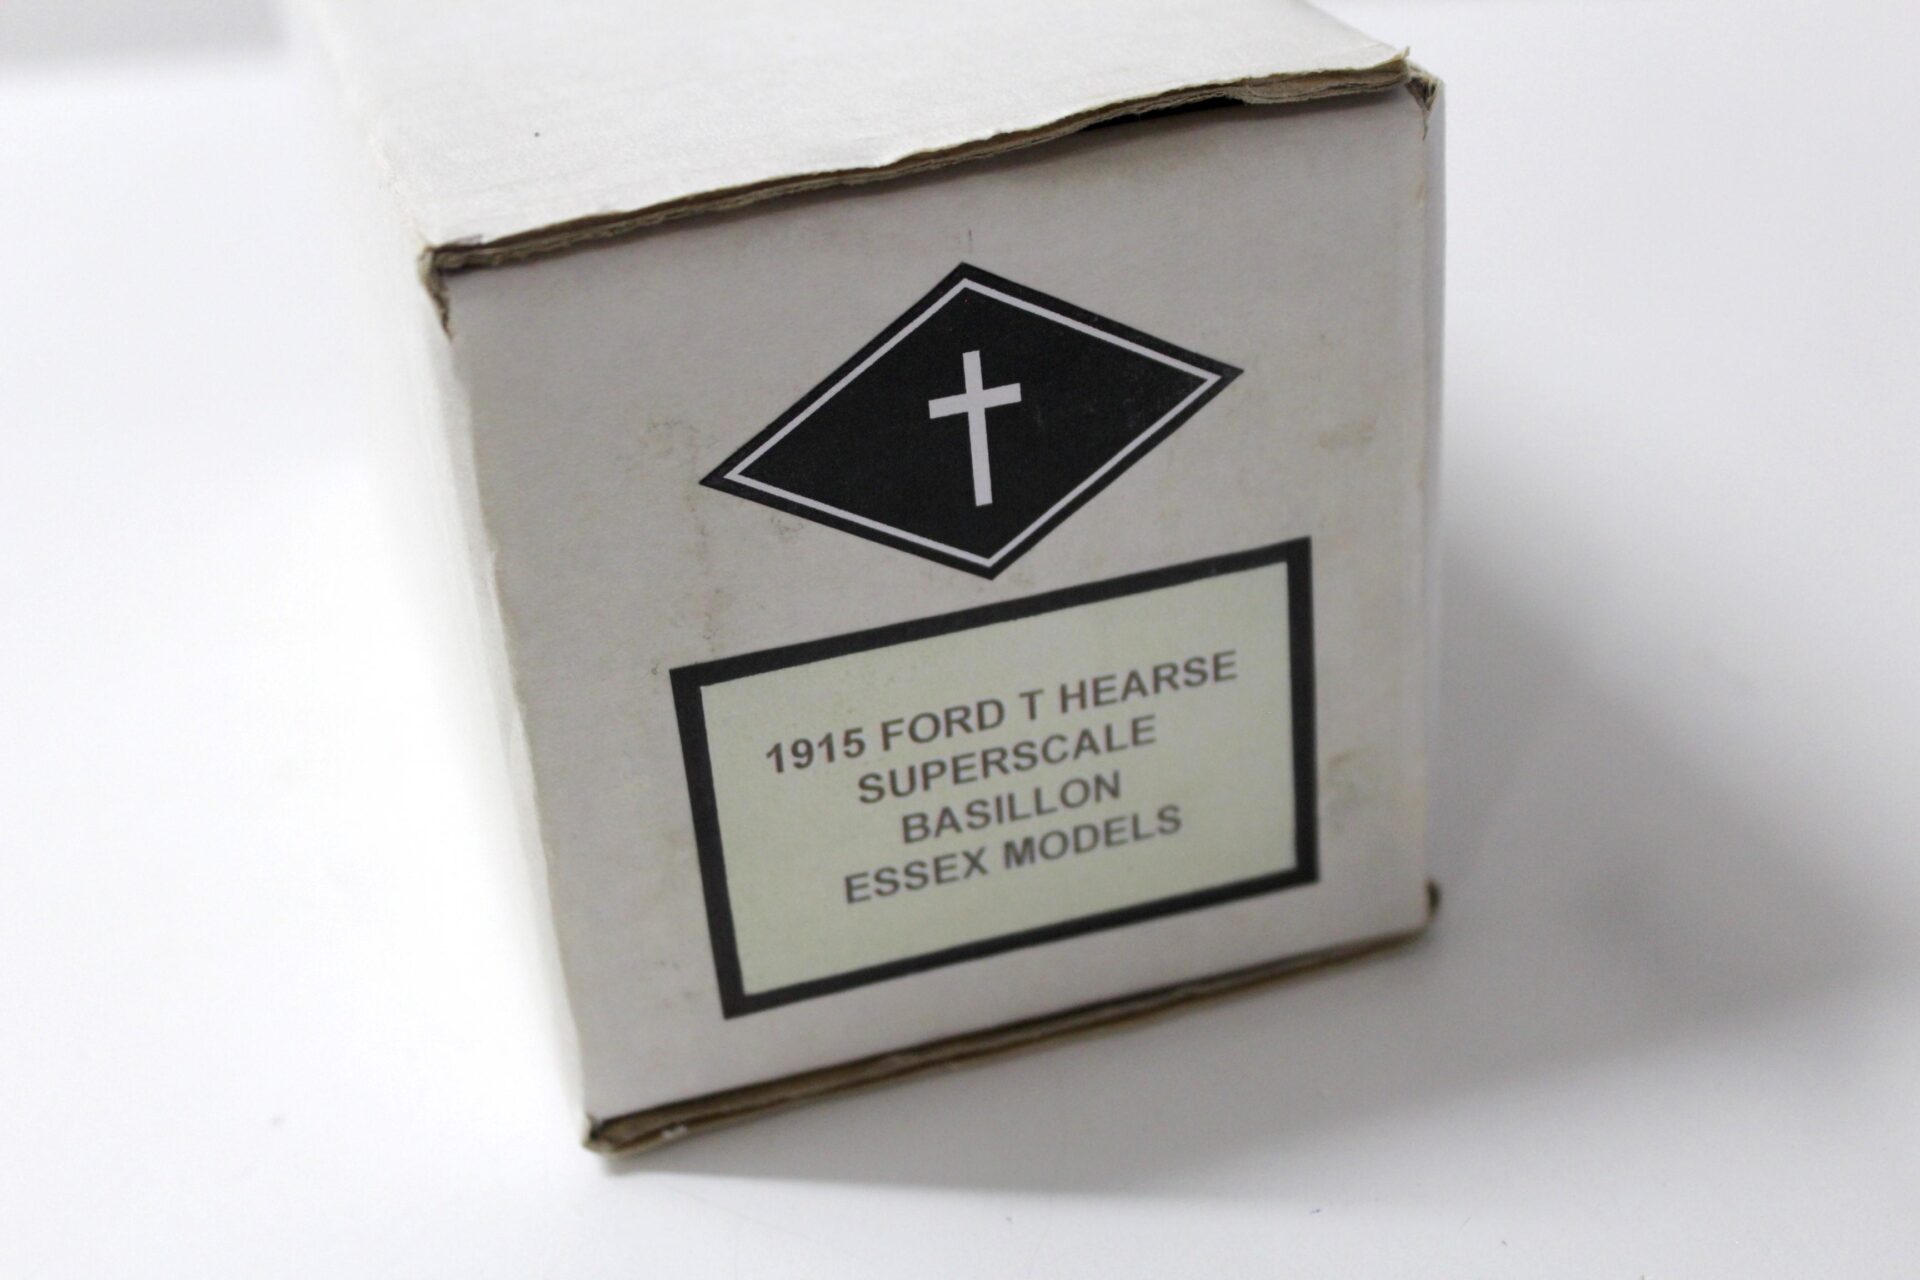 1915 FORD T HEARSE
SUPERSCALE
BASILLON
ESSEX MODELS